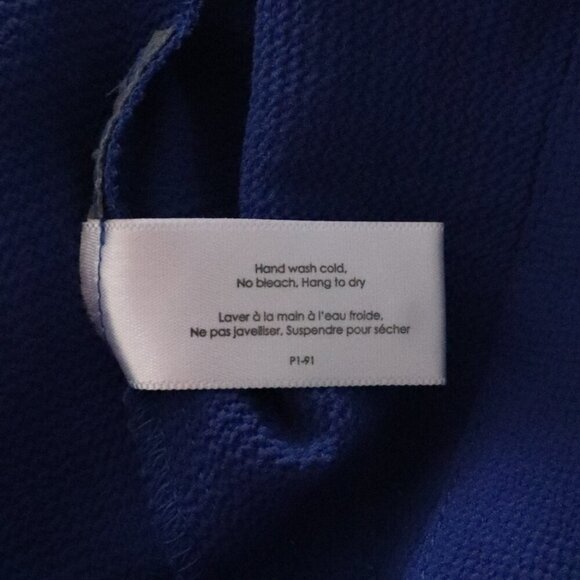 Hand wash cold,
No bleach, Hang to dry
Laver à la main à l'eau froide,
Ne pas javelliser, Suspendre pour sécher
P1-91